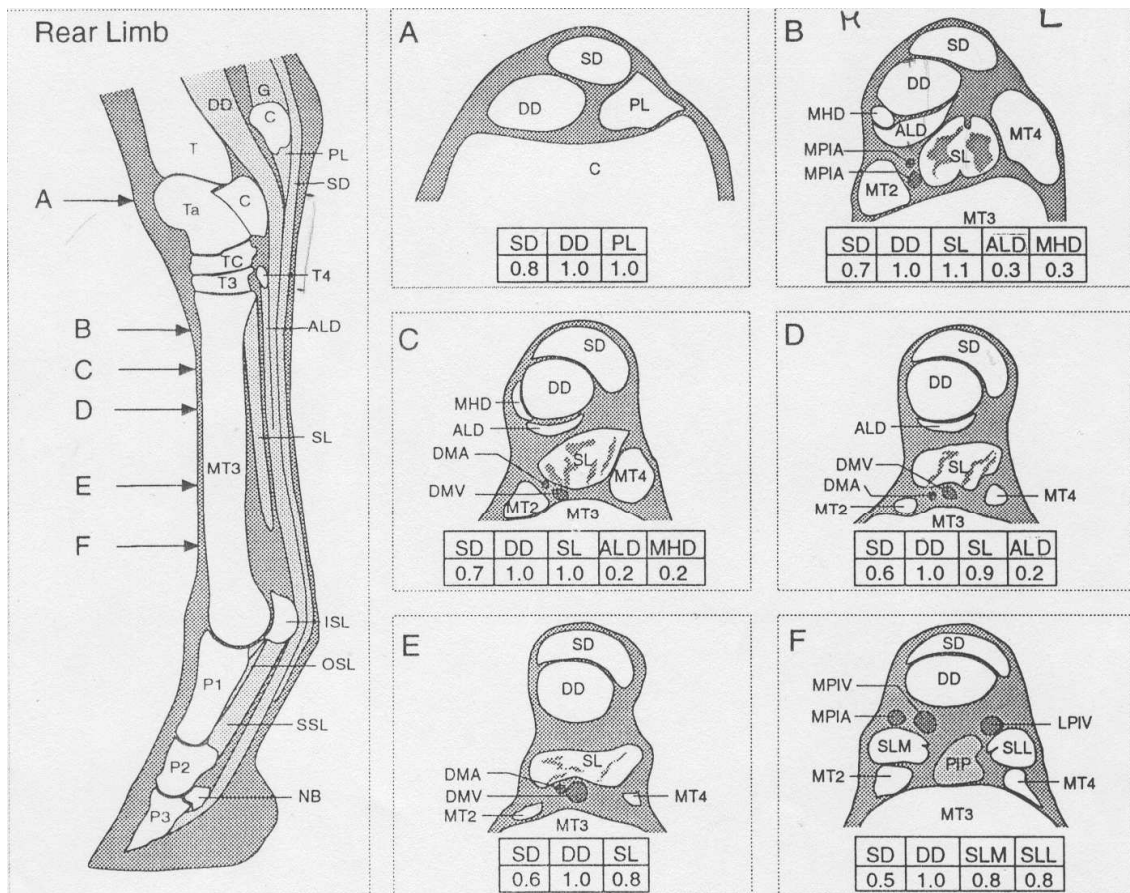 Rear Limb
DD
G
C
T
PL
SD
A
Ta
C
TC
T3
T4
B
ALD
C
D
SL
MT3
E
F
ISL
OSL
P1
SSL
P2
NB
P3
A
SD
DD
PL
C
SD DD PL
0.8 1.0 1.0
B R L
SD
DD
MHD
ALD
MT4
MPIA
SL
MPIA
MT2
MT3
SD DD SL ALD MHD
0.7 1.0 1.1 0.3 0.3
C
SD
DD
MHD
ALD
DMA
SL
MT4
DMV
MT2
MT3
SD DD SL ALD MHD
0.7 1.0 1.0 0.2 0.2
D
SD
DD
ALD
DMV
SL
DMA
MT4
MT2
MT3
SD DD SL ALD
0.6 1.0 0.9 0.2
E
SD
DD
DMA
SL
DMV
MT4
MT2
MT3
SD DD SL
0.6 1.0 0.8
F
SD
MPIV
DD
MPIA
LPIV
SLM
SLL
PIP
MT2
MT4
MT3
SD DD SLM SLL
0.5 1.0 0.8 0.8